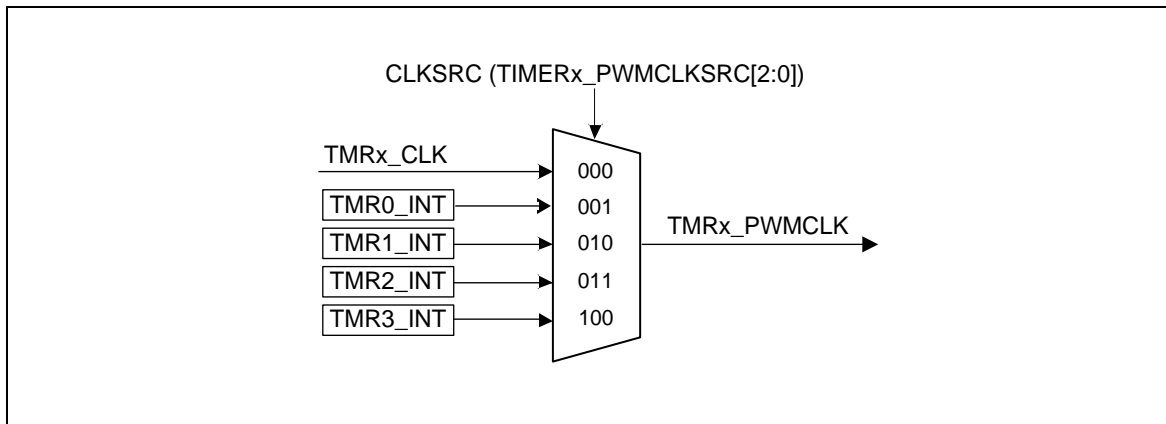 CLKSRC (TIMERx_PWMCLKSRC[2:0])
TMRx_CLK
000
TMR0_INT
001
TMR1_INT
010
TMR2_INT
011
TMR3_INT
100
TMRx_PWMCLK